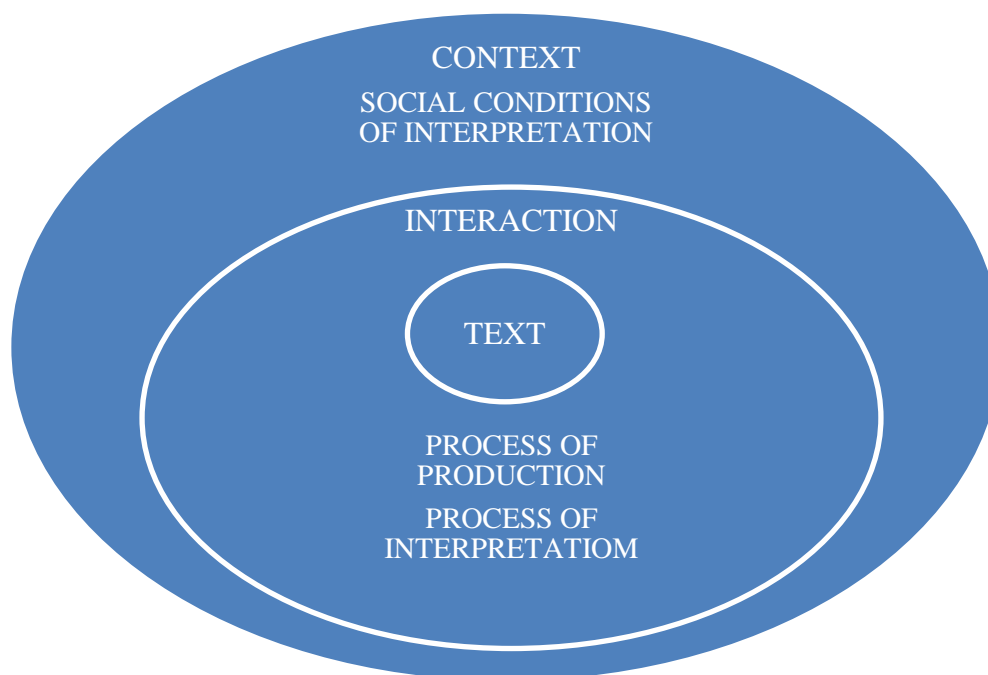 CONTEXT
SOCIAL CONDITIONS
OF INTERPRETATION
INTERACTION
TEXT
PROCESS OF
PRODUCTION
PROCESS OF
INTERPRETATIOM